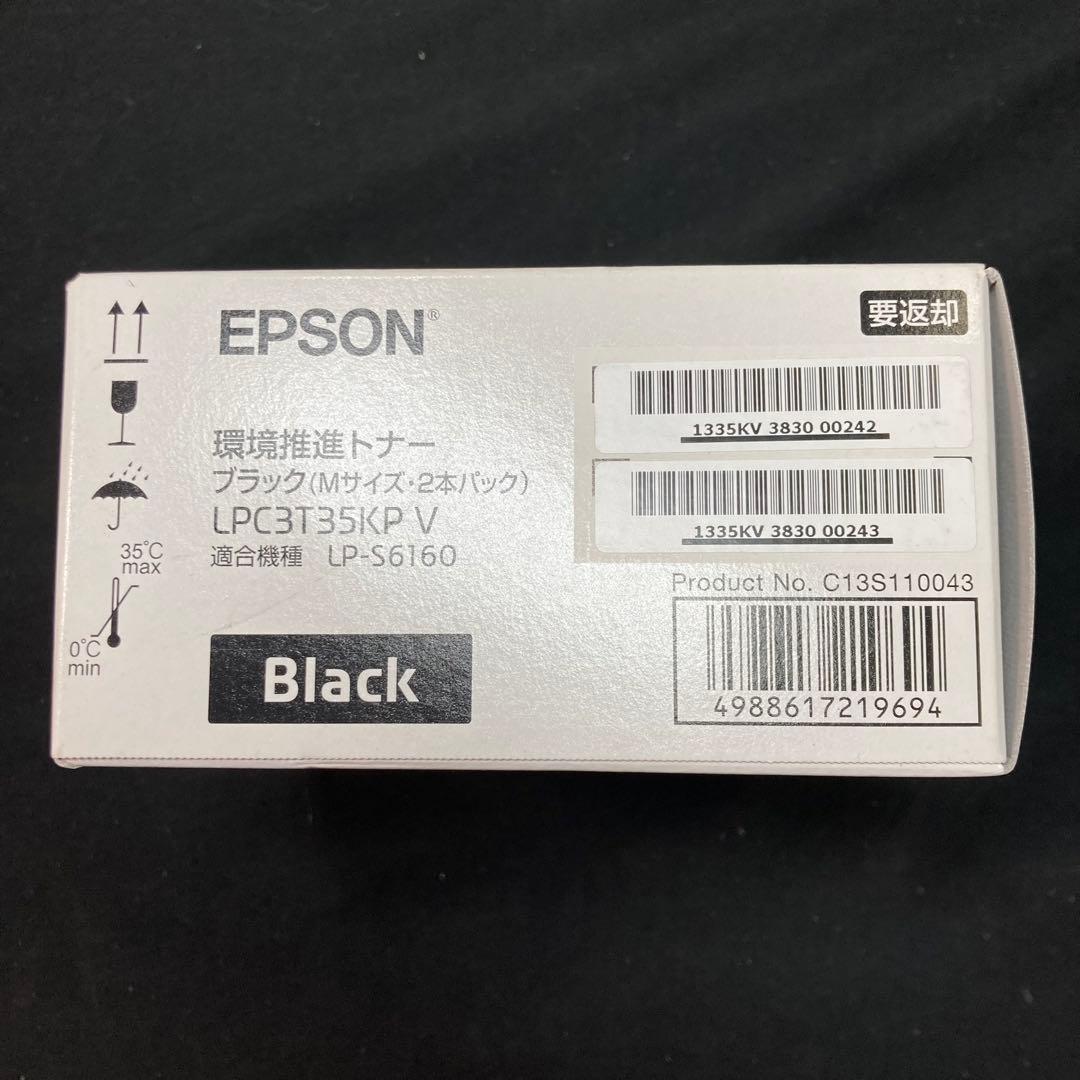 EPSON®
要返却
1335KV 3830 00242
1335KV 3830 00243
環境推進トナー
ブラック(Mサイズ・2本パック)
LPC3T35KP V
適合機種 LP-S6160
35°C
max
0°C
min
Black
Product No. C13S110043
4988617219694